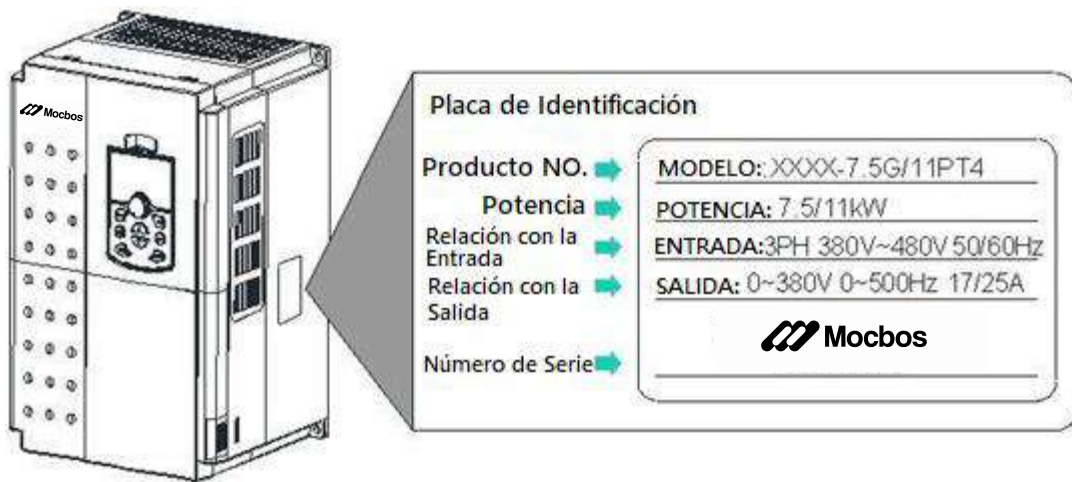 Mocbos
Placa de Identificación
Producto NO.
MODELO: XXXX-7.5G/11PT4
Potencia
POTENCIA: 7.5/11kW
Relación con la
Entrada
ENTRADA:3PH 380V~480V 50/60Hz
Relación con la
Salida
SALIDA: 0~380V 0~500Hz 17/25A
Mocbos
Número de Serie